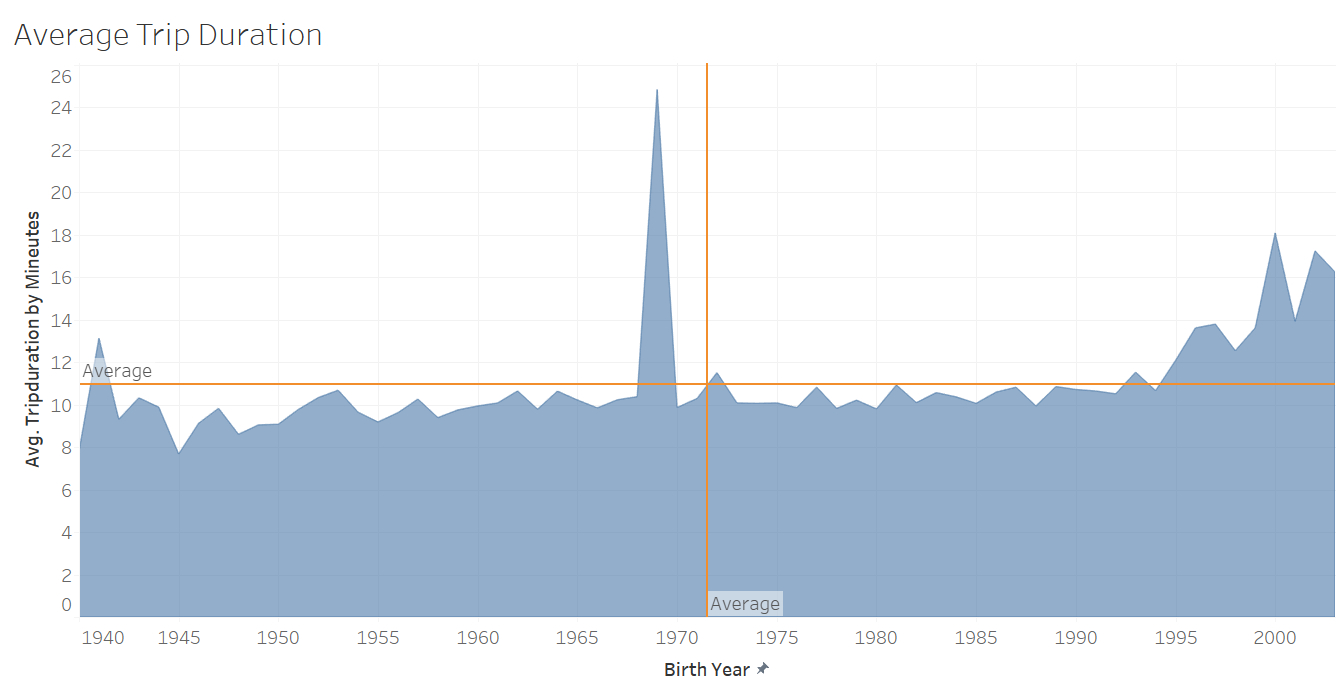 Average Trip Duration
26
24
22
20
18
16
14
12
10
8
6
4
2
0
Avg. Tripduration by Mineutes
Average
Average
1940 1945 1950 1955 1960 1965 1970 1975 1980 1985 1990 1995 2000
Birth Year